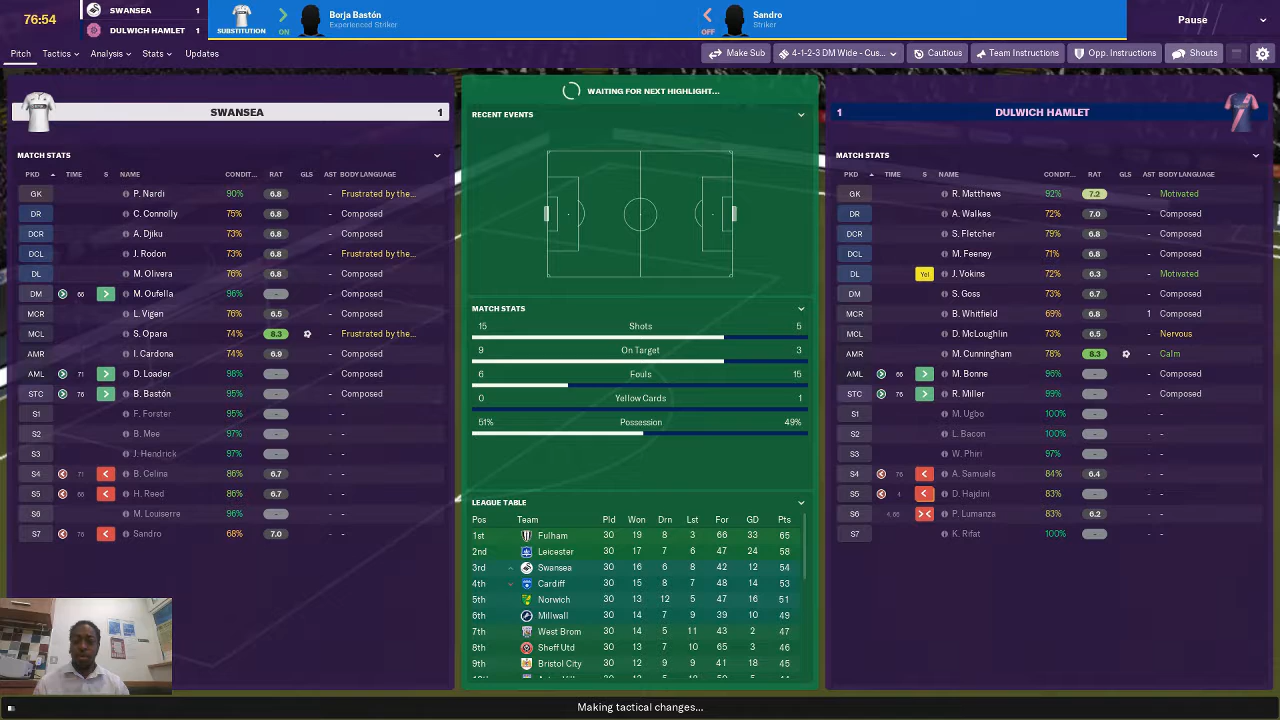 76:54
SWANSEA 1
DULWICH HAMLET 1
SUBSTITUTION
ON
Borja Bastón
Experienced Striker
OFF
Sandro
Striker
Pause
Pitch Tactics Analysis Stats Updates
Make Sub 4-1-2-3 DM Wide - Cus... Cautious Team Instructions Opp. Instructions Shouts
SWANSEA 1
MATCH STATS
PKD TIME S NAME CONDIT... RAT GLS AST BODY LANGUAGE
GK P. Nardi 90% 6.8 - Frustrated by the...
DR C. Connolly 75% 6.8 - Composed
DCR A. Djiku 73% 6.8 - Composed
DCL J. Rodon 73% 6.8 - Frustrated by the...
DL M. Olivera 76% 6.8 - Composed
DM 66 M. Oufella 96% - - Composed
MCR L. Vigen 76% 6.5 - Composed
MCL S. Opara 74% 8.3 - Frustrated by the...
AMR I. Cardona 74% 6.9 - Composed
AML 71 D. Loader 98% - - Composed
STC 76 B. Bastón 95% - - Composed
S1 F. Forster 95% - - -
S2 B. Mee 97% - - -
S3 J. Hendrick 97% - - -
S4 71 B. Celina 86% 6.7 - -
S5 66 H. Reed 86% 6.7 - -
S6 M. Louiserre 96% - - -
S7 76 Sandro 68% 7.0 - -
WAITING FOR NEXT HIGHLIGHT...
RECENT EVENTS
MATCH STATS
15 Shots 5
9 On Target 3
6 Fouls 15
0 Yellow Cards 1
51% Possession 49%
LEAGUE TABLE
Pos Team Pld Won Drn Lst For GD Pts
1st Fulham 30 19 8 3 66 33 65
2nd Leicester 30 17 7 6 47 24 58
3rd Swansea 30 16 6 8 42 12 54
4th Cardiff 30 15 8 7 48 14 53
5th Norwich 30 13 12 5 47 16 51
6th Millwall 30 14 7 9 39 10 49
7th West Brom 30 14 5 11 43 2 47
8th Sheff Utd 30 13 7 10 65 3 46
9th Bristol City 30 12 9 9 41 18 45
1 DULWICH HAMLET
MATCH STATS
PKD TIME S NAME CONDIT... RAT GLS AST BODY LANGUAGE
GK R. Matthews 92% 7.2 - Motivated
DR A. Walkes 72% 7.0 - Composed
DCR S. Fletcher 79% 6.8 - Composed
DCL M. Feeney 71% 6.8 - Composed
DL Yel J. Vokins 72% 6.3 - Motivated
DM S. Goss 73% 6.7 - Composed
MCR B. Whitfield 69% 6.8 1 Composed
MCL D. McLoughlin 73% 6.5 - Nervous
AMR M. Cunningham 78% 8.3 - Calm
AML 66 M. Bonne 96% - - Composed
STC 76 R. Miller 99% - - Composed
S1 M. Ugbo 100% - - -
S2 L. Bacon 100% - - -
S3 W. Phiri 97% - - -
S4 76 A. Samuels 84% 6.4 - -
S5 4 D. Hajdini 83% - - -
S6 4; 66 P. Lumanza 83% 6.2 - -
S7 K. Rifat 100% - - -
Making tactical changes...